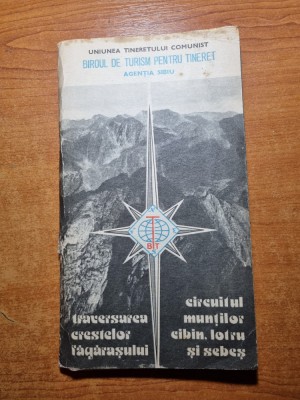 UNIUNEA TINERETULUI COMUNIST
BIROUL DE TURISM PENTRU TINERET
AGENȚIA SIBIU
BTT
traversarea
crestelor
făgărașului
circuitul
munților
cibin, lotru
și sebeș